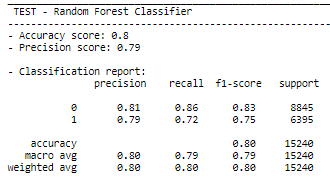 TEST - Random Forest Classifier
- Accuracy score: 0.8
- Precision score: 0.79
- Classification report:
precision recall f1-score support
0 0.81 0.86 0.83 8845
1 0.79 0.72 0.75 6395
accuracy 0.80 15240
macro avg 0.80 0.79 0.79 15240
weighted avg 0.80 0.80 0.80 15240